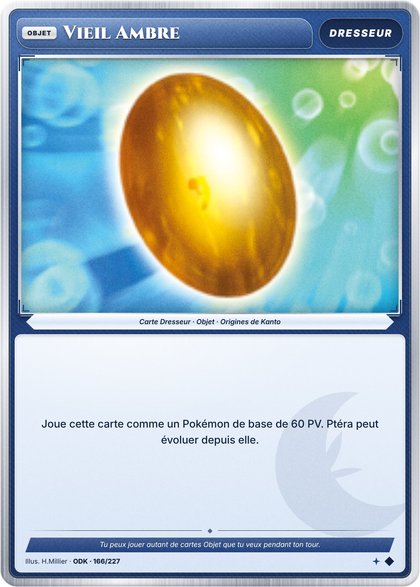 OBJET VIEIL AMBRE DRESSEUR
Carte Dresseur · Objet · Origines de Kanto
Joue cette carte comme un Pokémon de base de 60 PV. Ptéra peut
évoluer depuis elle.
Tu peux jouer autant de cartes Objet que tu veux pendant ton tour.
Illus. H.Millier · ODK · 166/227